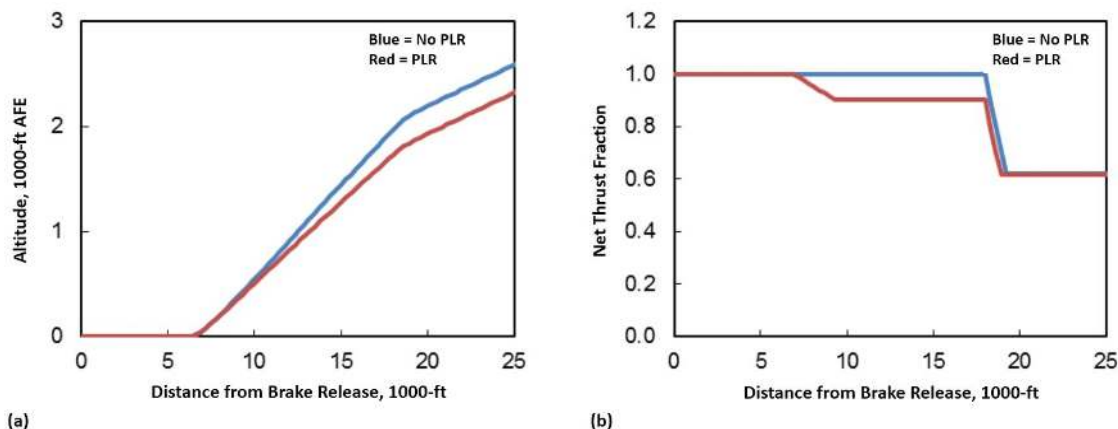 Blue = No PLR
Red = PLR
Altitude, 1000-ft AFE
3
2
1
0
0 5 10 15 20 25
Distance from Brake Release, 1000-ft
(a)
Blue = No PLR
Red = PLR
Net Thrust Fraction
1.2
1.0
0.8
0.6
0.4
0.2
0.0
0 5 10 15 20 25
Distance from Brake Release, 1000-ft
(b)